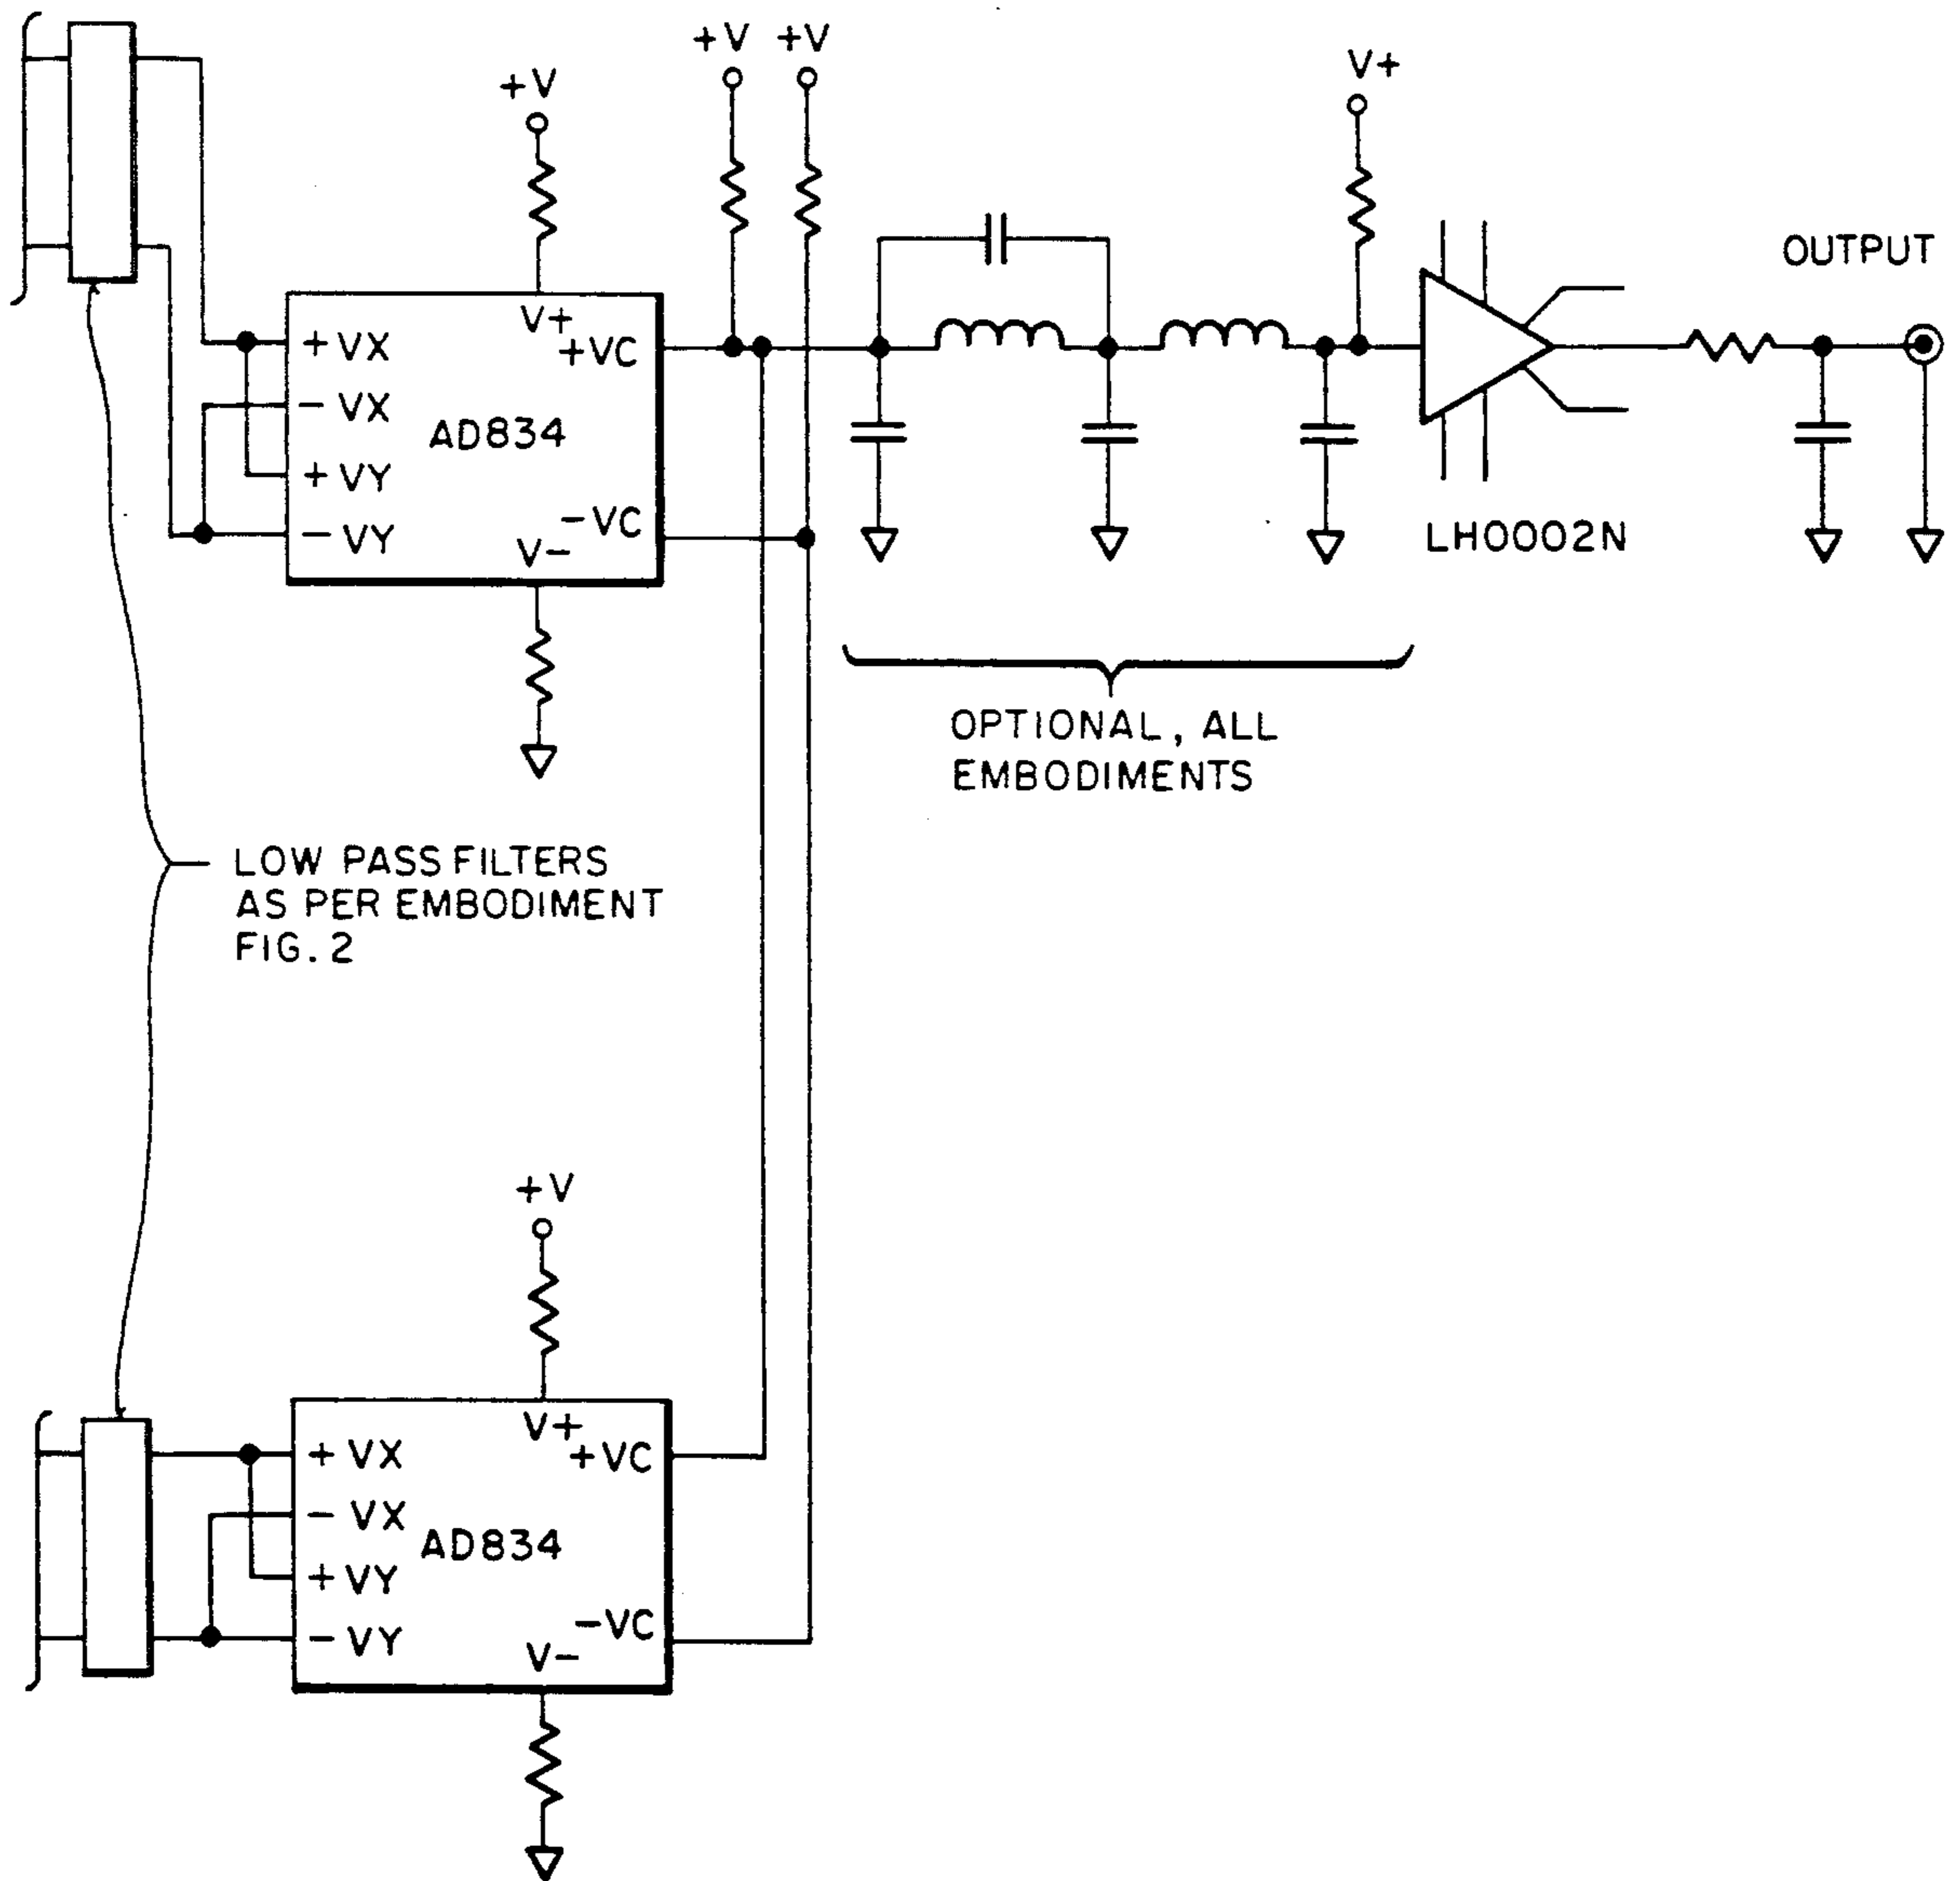 +V +V
+V
V+
OUTPUT
V+
+VC
+ VX
- VX
AD834
+ VY
-VC
- VY
V-
LH0002N
OPTIONAL, ALL
EMBODIMENTS
LOW PASS FILTERS
AS PER EMBODIMENT
FIG. 2
+V
V+
+VC
+ VX
- VX
AD834
+ VY
-VC
- VY
V-